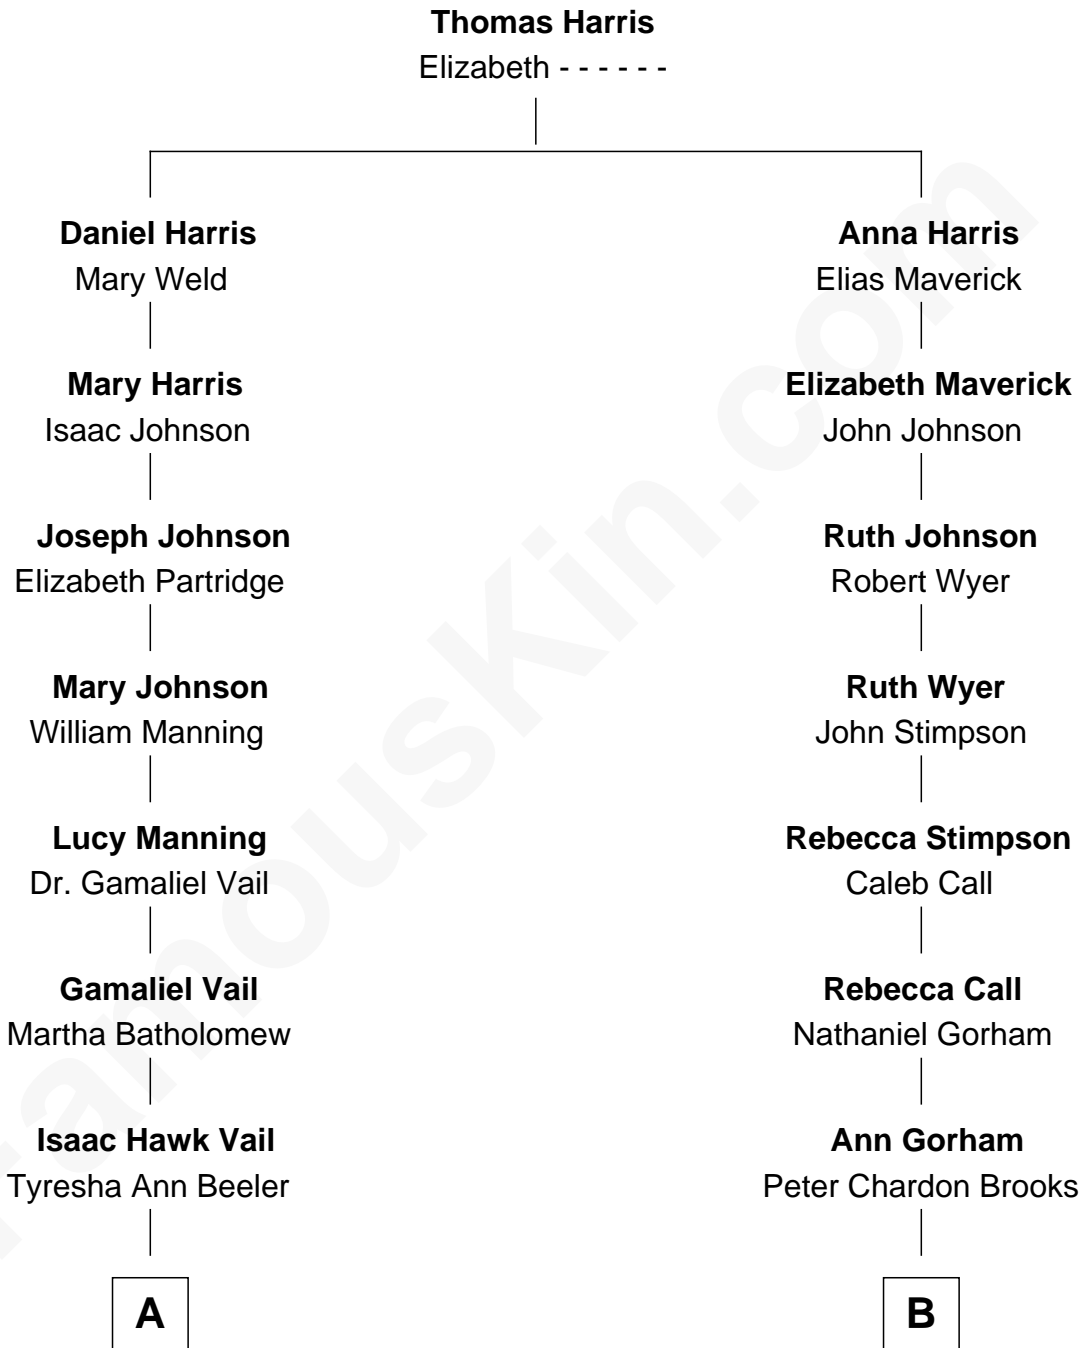 Thomas Harris
Elizabeth - - - - - -
Daniel Harris
Mary Weld
Anna Harris
Elias Maverick
Mary Harris
Isaac Johnson
Elizabeth Maverick
John Johnson
Joseph Johnson
Elizabeth Partridge
Ruth Johnson
Robert Wyer
Mary Johnson
William Manning
Ruth Wyer
John Stimpson
Lucy Manning
Dr. Gamaliel Vail
Rebecca Stimpson
Caleb Call
Gamaliel Vail
Martha Batholomew
Rebecca Call
Nathaniel Gorham
Isaac Hawk Vail
Tyresha Ann Beeler
Ann Gorham
Peter Chardon Brooks
A
B
FamousKin.com